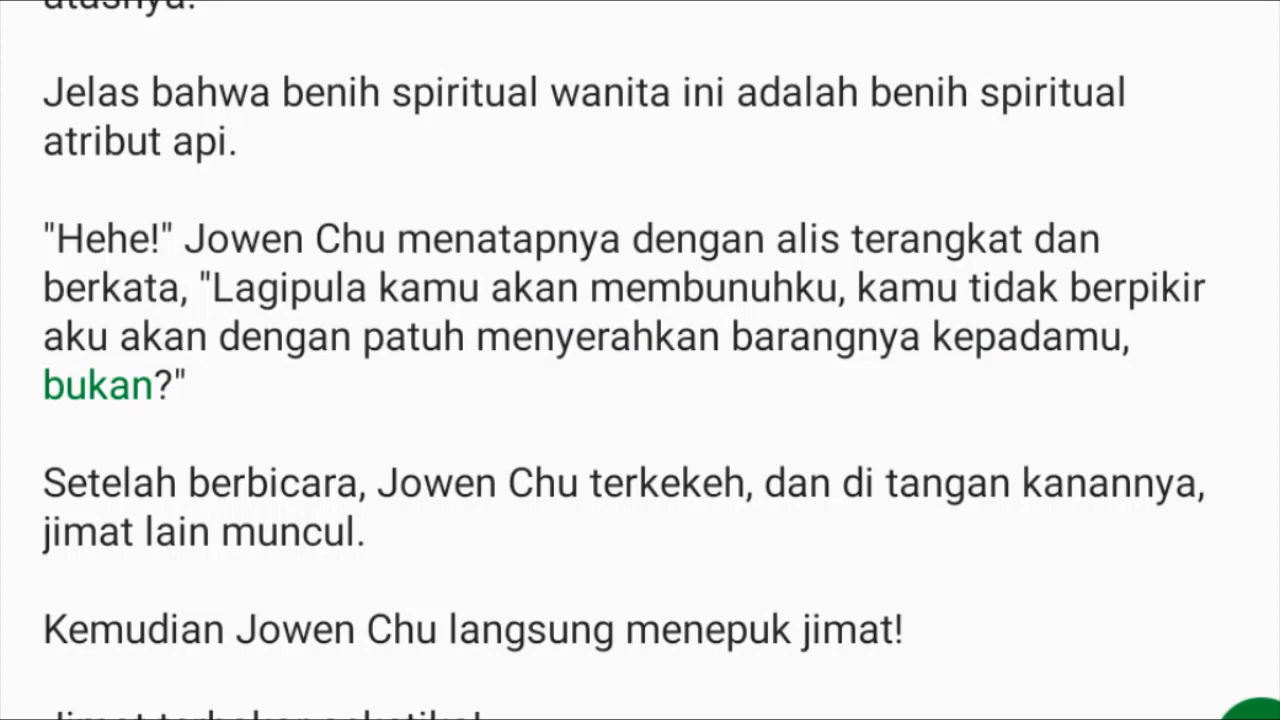 Jelas bahwa benih spiritual wanita ini adalah benih spiritual
atribut api.
"Hehe!" Jowen Chu menatapnya dengan alis terangkat dan
berkata, "Lagipula kamu akan membunuhku, kamu tidak berpikir
aku akan dengan patuh menyerahkan barangnya kepadamu,
bukan?"
Setelah berbicara, Jowen Chu terkekeh, dan di tangan kanannya,
jimat lain muncul.
Kemudian Jowen Chu langsung menepuk jimat!